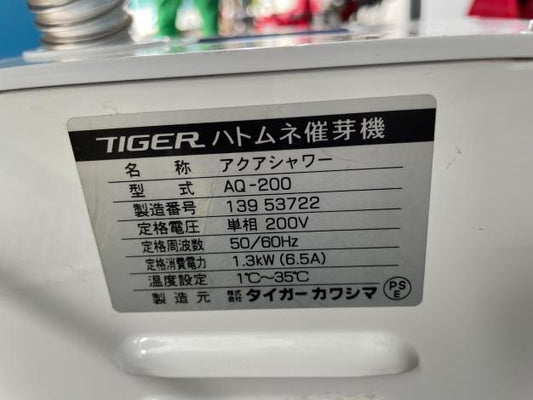 TIGER ハトムネ催芽機
名称 アクアシャワー
型式 AQ-200
製造番号 139 53722
定格電圧 単相 200V
定格周波数 50/60Hz
定格消費電力 1.3kW (6.5A)
温度設定 1℃～35℃
製造元 株式会社 タイガーカワシマ
PS
E